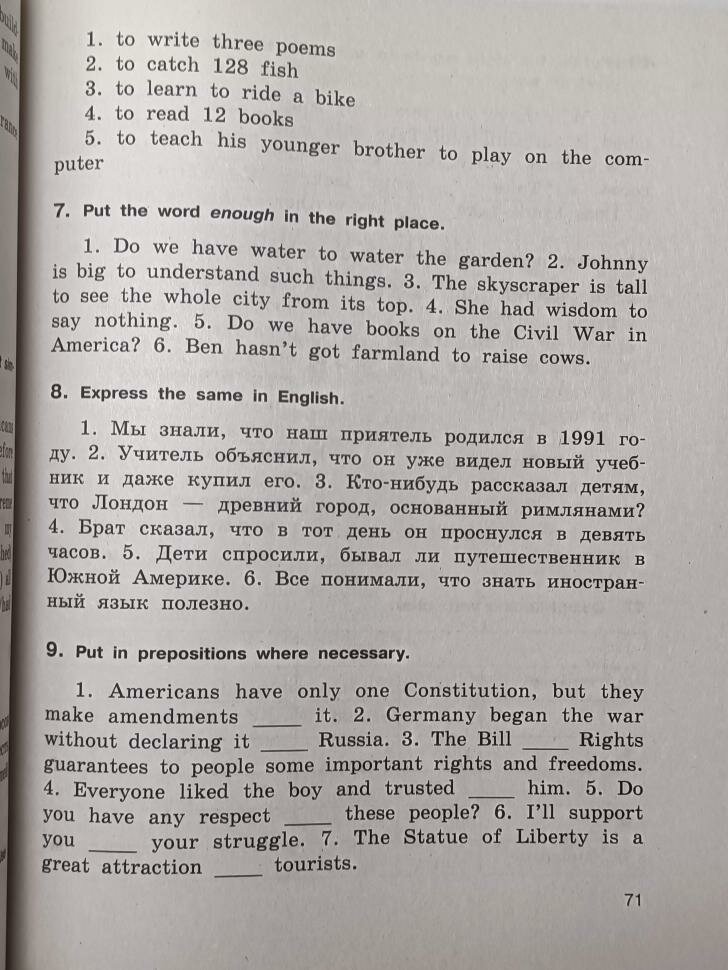 1. to write three poems
2. to catch 128 fish
3. to learn to ride a bike
4. to read 12 books
5. to teach his younger brother to play on the com-
puter
7. Put the word enough in the right place.
1. Do we have water to water the garden? 2. Johnny
is big to understand such things. 3. The skyscraper is tall
to see the whole city from its top. 4. She had wisdom to
say nothing. 5. Do we have books on the Civil War in
America? 6. Ben hasn't got farmland to raise cows.
8. Express the same in English.
1. Мы знали, что наш приятель родился в 1991 го-
ду. 2. Учитель объяснил, что он уже видел новый учеб-
ник и даже купил его. 3. Кто-нибудь рассказал детям,
что Лондон — древний город, основанный римлянами?
4. Брат сказал, что в тот день он проснулся в девять
часов. 5. Дети спросили, бывал ли путешественник в
Южной Америке. 6. Все понимали, что знать иностран-
ный язык полезно.
9. Put in prepositions where necessary.
1. Americans have only one Constitution, but they
make amendments ____ it. 2. Germany began the war
without declaring it ____ Russia. 3. The Bill ____ Rights
guarantees to people some important rights and freedoms.
4. Everyone liked the boy and trusted ____ him. 5. Do
you have any respect ____ these people? 6. I'll support
you ____ your struggle. 7. The Statue of Liberty is a
great attraction ____ tourists.
71